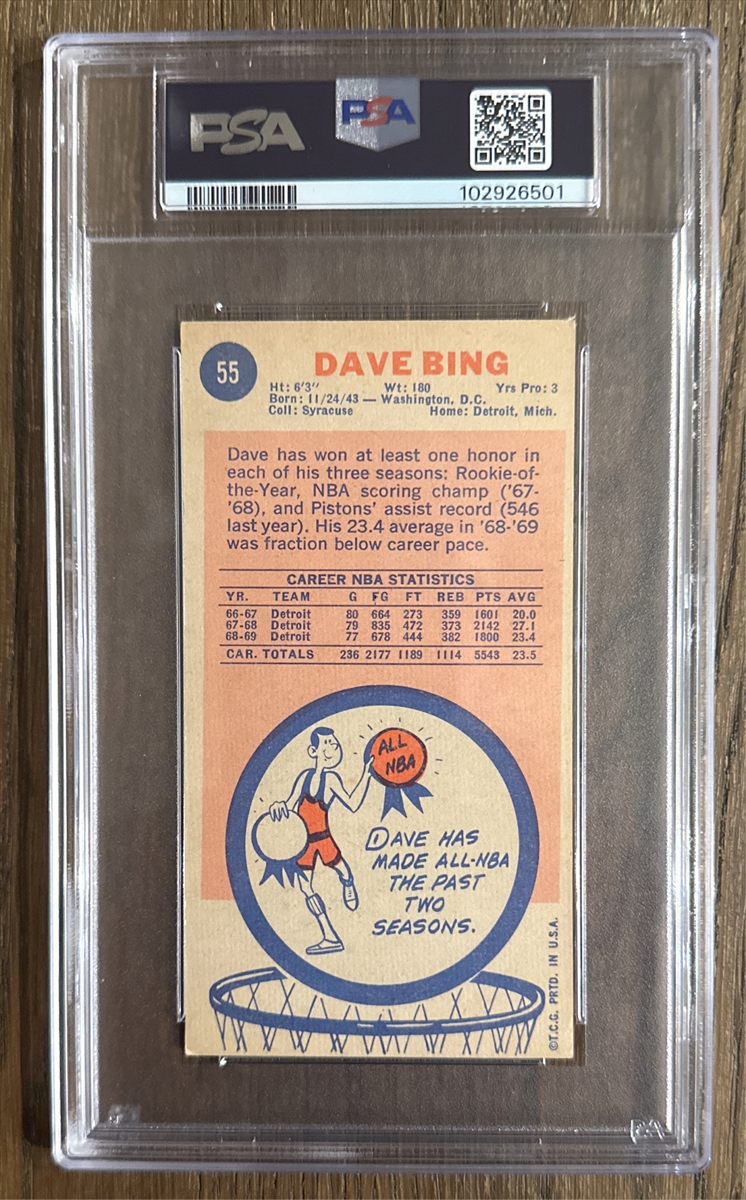 PSA
PSA
102926501
55
DAVE BING
Ht: 6'3" Wt: 180 Yrs Pro: 3
Born: 11/24/43 — Washington, D.C.
Coll: Syracuse Home: Detroit, Mich.
Dave has won at least one honor in
each of his three seasons: Rookie-of-
the-Year, NBA scoring champ ('67-
'68), and Pistons' assist record (546
last year). His 23.4 average in '68-'69
was fraction below career pace.
CAREER NBA STATISTICS
YR. TEAM G FG FT REB PTS AVG
66-67 Detroit 80 664 273 359 1601 20.0
67-68 Detroit 79 835 472 373 2142 27.1
68-69 Detroit 77 678 444 382 1800 23.4
CAR. TOTALS 236 2177 1189 1114 5543 23.5
ALL
NBA
DAVE HAS
MADE ALL-NBA
THE PAST
TWO
SEASONS.
©T.C.G. PRTD. IN U.S.A.